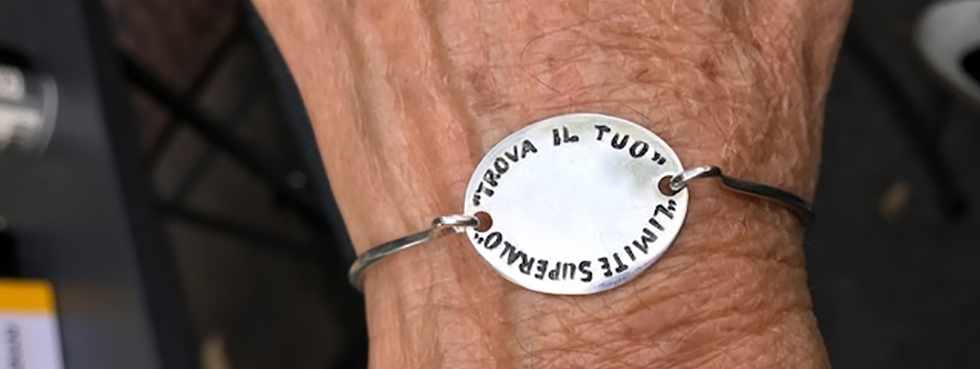 "TROVA IL TUO"
"LIMITE SUPERALO"